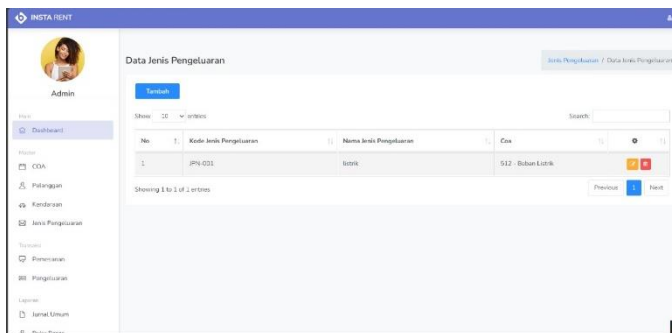 INSTA RENT
Admin
Main
Dashboard
Master
COA
Pelanggan
Kendaraan
Jenis Pengeluaran
Transaksi
Pemesanan
Pengeluaran
Laporan
Jurnal Umum
Data Jenis Pengeluaran
Jenis Pengeluaran / Data Jenis Pengeluaran
Tambah
Show 10 entries
Search:
No Kode Jenis Pengeluaran Nama Jenis Pengeluaran Coa
1 JPN-001 listrik 512 - Beban Listrik
Showing 1 to 1 of 1 entries
Previous 1 Next